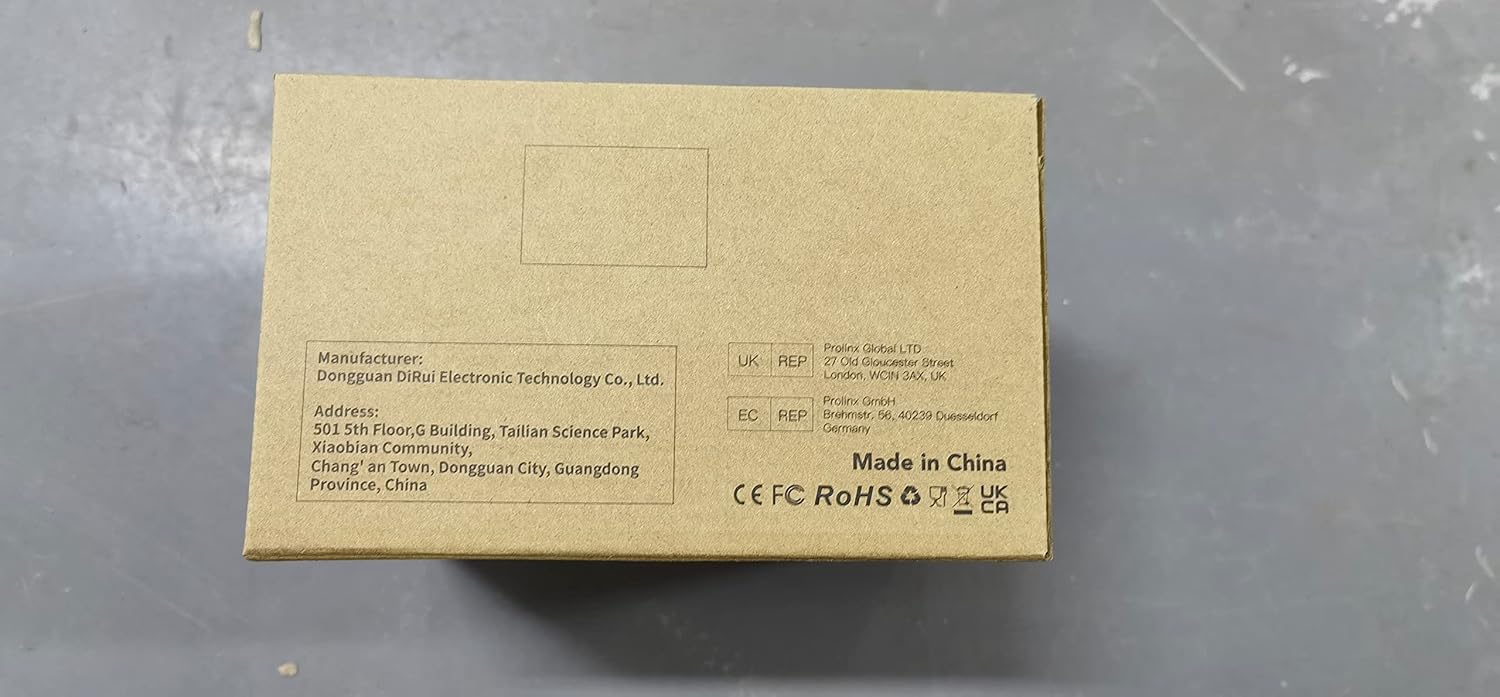 Manufacturer:
Dongguan DiRui Electronic Technology Co., Ltd.
Address:
501 5th Floor,G Building, Tailian Science Park,
Xiaobian Community,
Chang' an Town, Dongguan City, Guangdong
Province, China
UK REP
Prolinx Global LTD
27 Old Gloucester Street
London, WCIN 3AX, UK
EC REP
Prolinx GmbH
Brehmstr, 56, 40239 Duesseldorf
Germany
Made in China
CE FC RoHS UK
CA